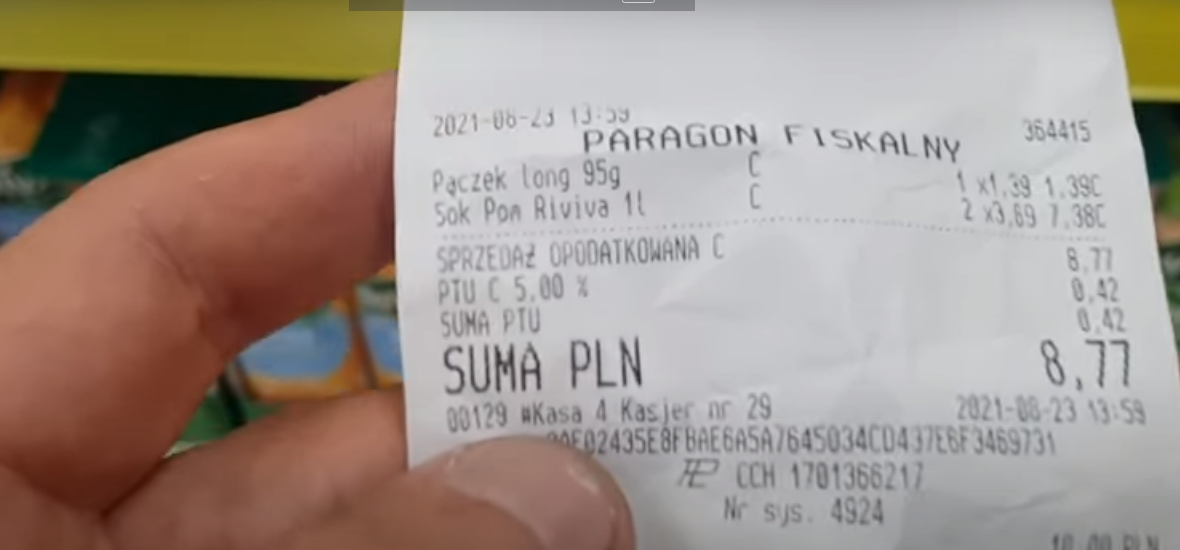 2021-08-23 13:59 364415
PARAGON FISKALNY
Pączek long 95g C 1 x1,39 1,39C
Sok Pom Riviva 1l C 2 x3,69 7,38C
SPRZEDAŻ OPODATKOWANA C 8,77
PTU C 5,00 % 0,42
SUMA PTU 0,42
SUMA PLN 8,77
00129 #Kasa 4 Kasjer nr 29 2021-08-23 13:59
CCH 1701366217
Nr sys. 4924